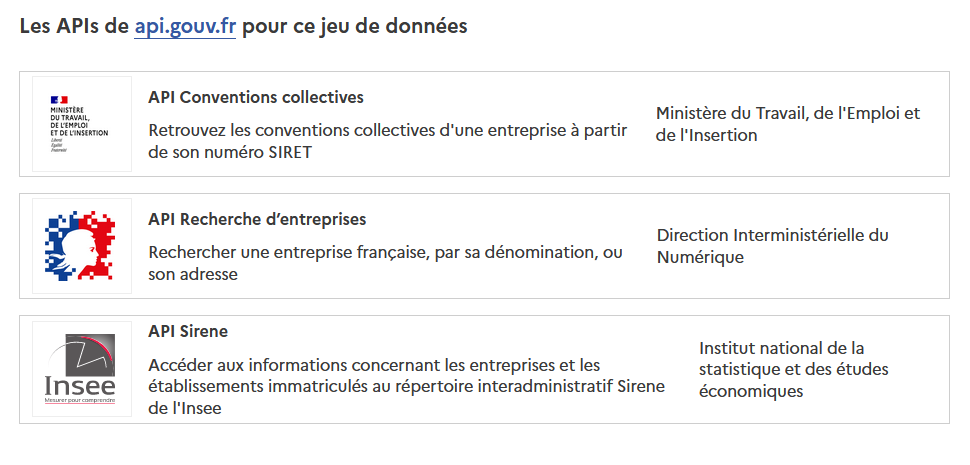 Les APIs de api.gouv.fr pour ce jeu de données
MINISTÈRE
DU TRAVAIL,
DE L'EMPLOI
ET DE L'INSERTION
Liberté
Égalité
Fraternité
API Conventions collectives
Retrouvez les conventions collectives d'une entreprise à partir
de son numéro SIRET
Ministère du Travail, de l'Emploi et
de l'Insertion
API Recherche d’entreprises
Rechercher une entreprise française, par sa dénomination, ou
son adresse
Direction Interministérielle du
Numérique
Insee
Mesurer pour comprendre
API Sirene
Accéder aux informations concernant les entreprises et les
établissements immatriculés au répertoire interadministratif Sirene
de l'Insee
Institut national de la
statistique et des études
économiques